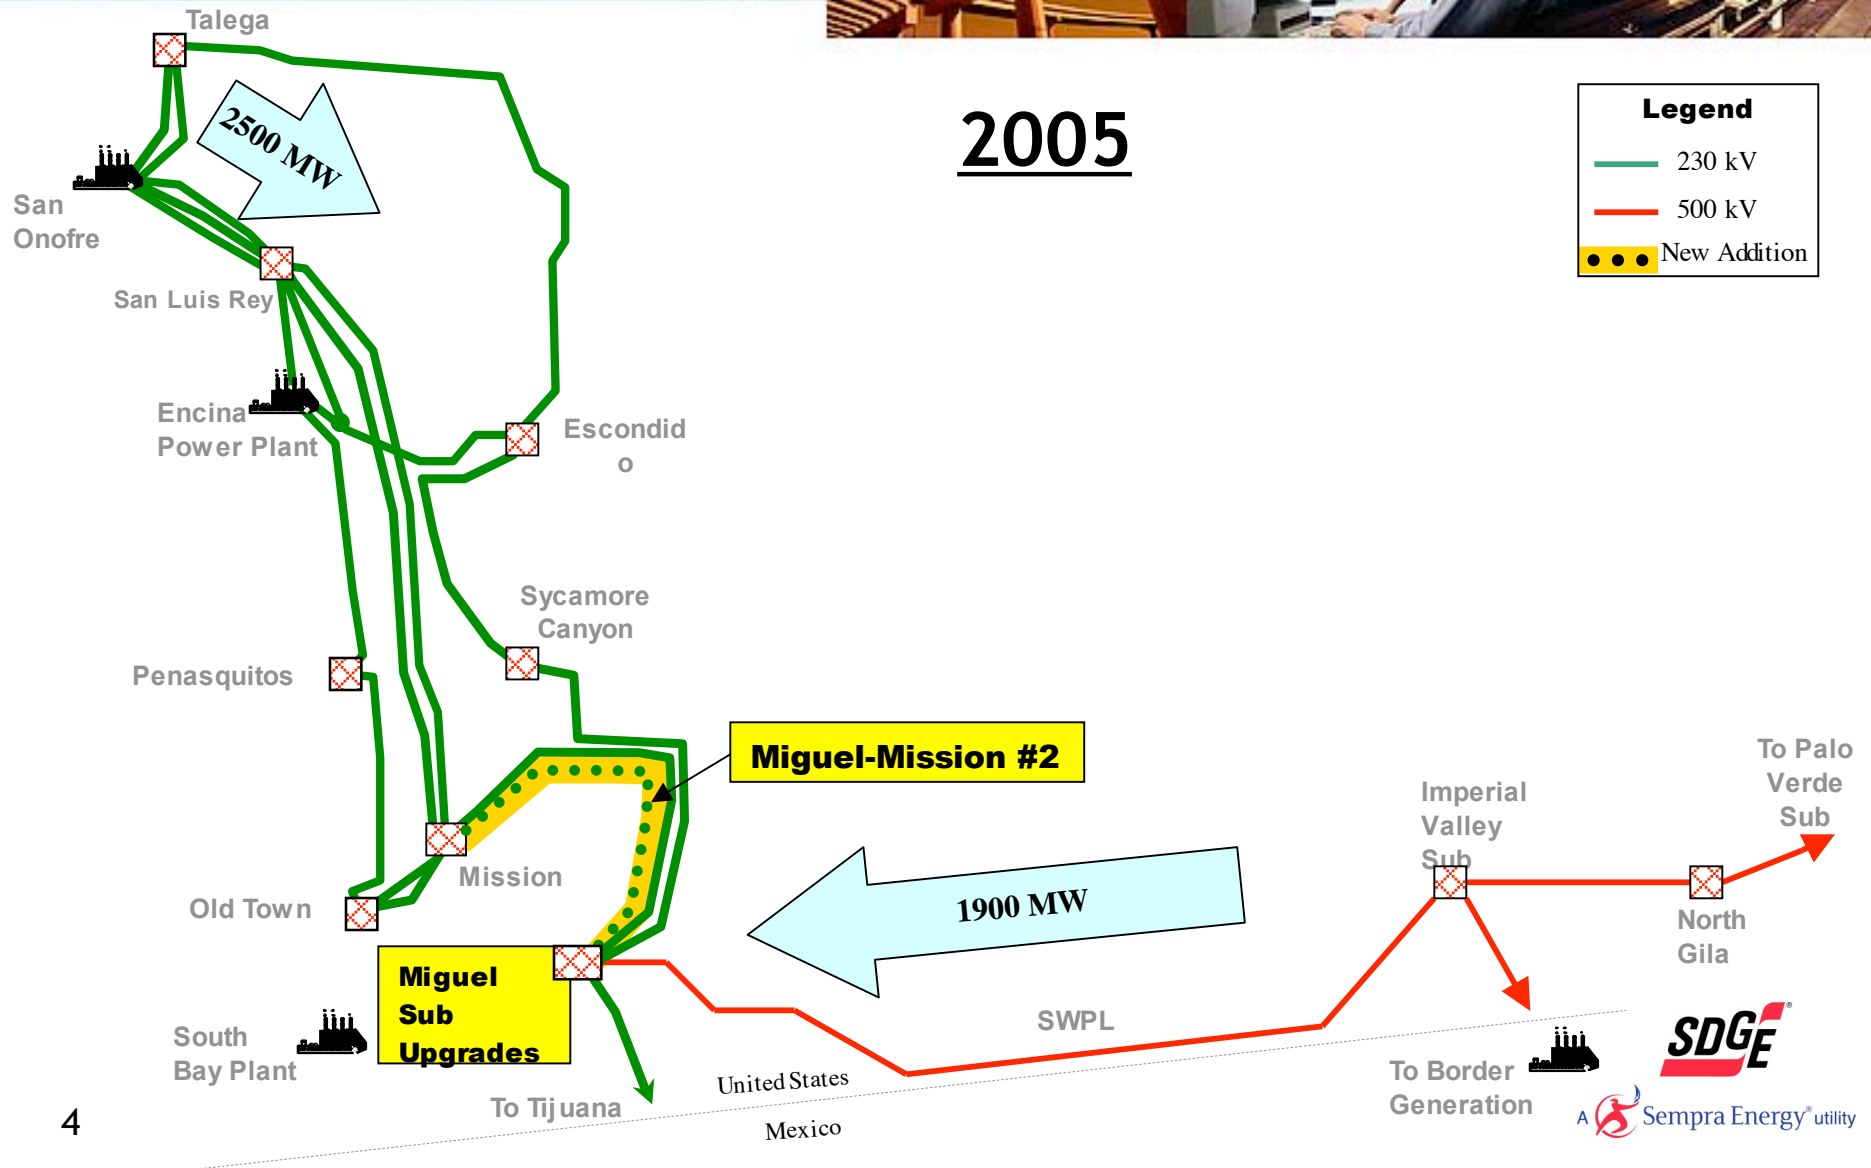 Talega
2500 MW
2005
Legend
230 kV
500 kV
New Addition
San
Onofre
San Luis Rey
Encina
Power Plant
Escondid
o
Sycamore
Canyon
Penasquitos
Miguel-Mission #2
To Palo
Verde
Sub
Imperial
Valley
Sub
Mission
1900 MW
Old Town
North
Gila
Miguel
Sub
Upgrades
SWPL
South
Bay Plant
SDGE®
To Border
Generation
United States
To Tijuana
Mexico
A Sempra Energy® utility
4